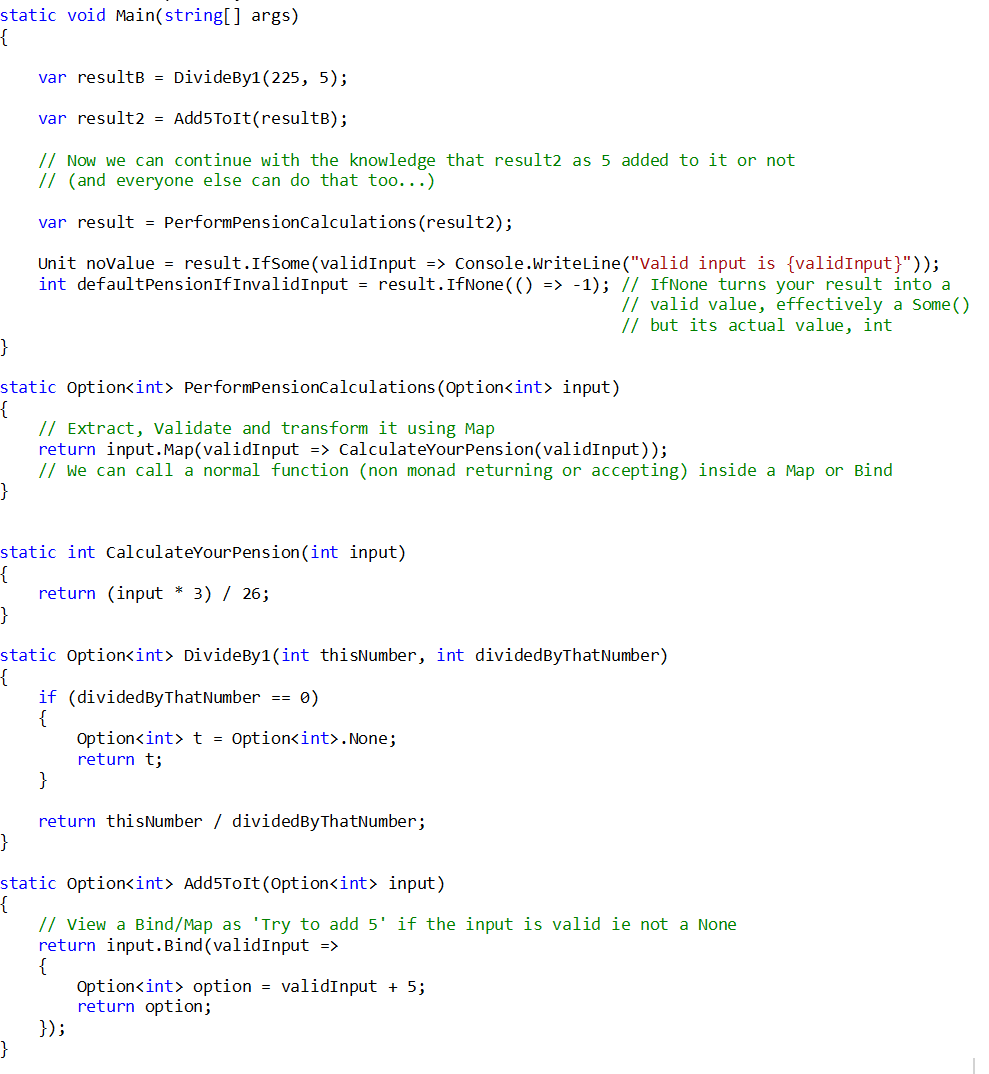 static void Main(string[] args)
{
var resultB = DivideBy1(225, 5);
var result2 = Add5ToIt(resultB);
// Now we can continue with the knowledge that result2 as 5 added to it or not
// (and everyone else can do that too...)
var result = PerformPensionCalculations(result2);
Unit noValue = result.IfSome(validInput => Console.WriteLine("Valid input is {validInput}"));
int defaultPensionIfInvalidInput = result.IfNone(() => -1); // IfNone turns your result into a
// valid value, effectively a Some()
// but its actual value, int
}
static Option<int> PerformPensionCalculations(Option<int> input)
{
// Extract, Validate and transform it using Map
return input.Map(validInput => CalculateYourPension(validInput));
// We can call a normal function (non monad returning or accepting) inside a Map or Bind
}
static int CalculateYourPension(int input)
{
return (input * 3) / 26;
}
static Option<int> DivideBy1(int thisNumber, int dividedByThatNumber)
{
if (dividedByThatNumber == 0)
{
Option<int> t = Option<int>.None;
return t;
}
return thisNumber / dividedByThatNumber;
}
static Option<int> Add5ToIt(Option<int> input)
{
// View a Bind/Map as 'Try to add 5' if the input is valid ie not a None
return input.Bind(validInput =>
{
Option<int> option = validInput + 5;
return option;
});
}